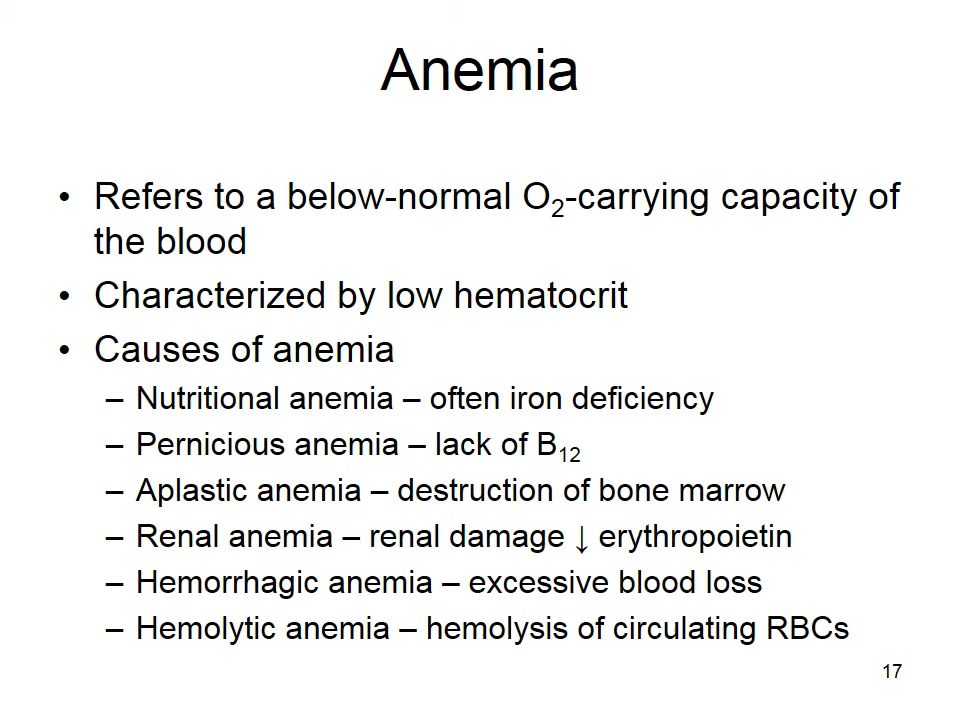 Anemia
• Refers to a below-normal O₂-carrying capacity of
the blood
• Characterized by low hematocrit
• Causes of anemia
– Nutritional anemia – often iron deficiency
– Pernicious anemia – lack of B₁₂
– Aplastic anemia – destruction of bone marrow
– Renal anemia – renal damage ↓ erythropoietin
– Hemorrhagic anemia – excessive blood loss
– Hemolytic anemia – hemolysis of circulating RBCs
17